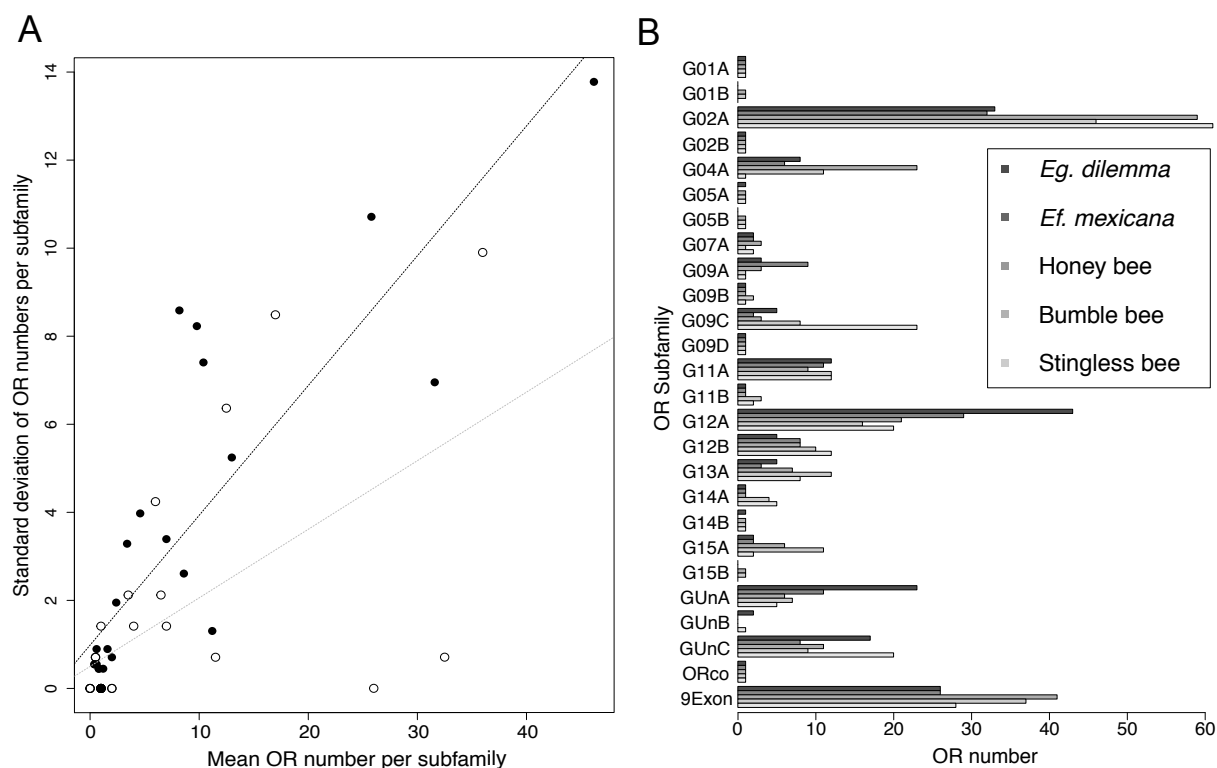 A
Standard deviation of OR numbers per subfamily
0
2
4
6
8
10
12
14
0
10
20
30
40
Mean OR number per subfamily
B
OR Subfamily
G01A
G01B
G02A
G02B
G04A
G05A
G05B
G07A
G09A
G09B
G09C
G09D
G11A
G11B
G12A
G12B
G13A
G14A
G14B
G15A
G15B
GUnA
GUnB
GUnC
ORco
9Exon
0
10
20
30
40
50
60
OR number
Eg. dilemma
Ef. mexicana
Honey bee
Bumble bee
Stingless bee